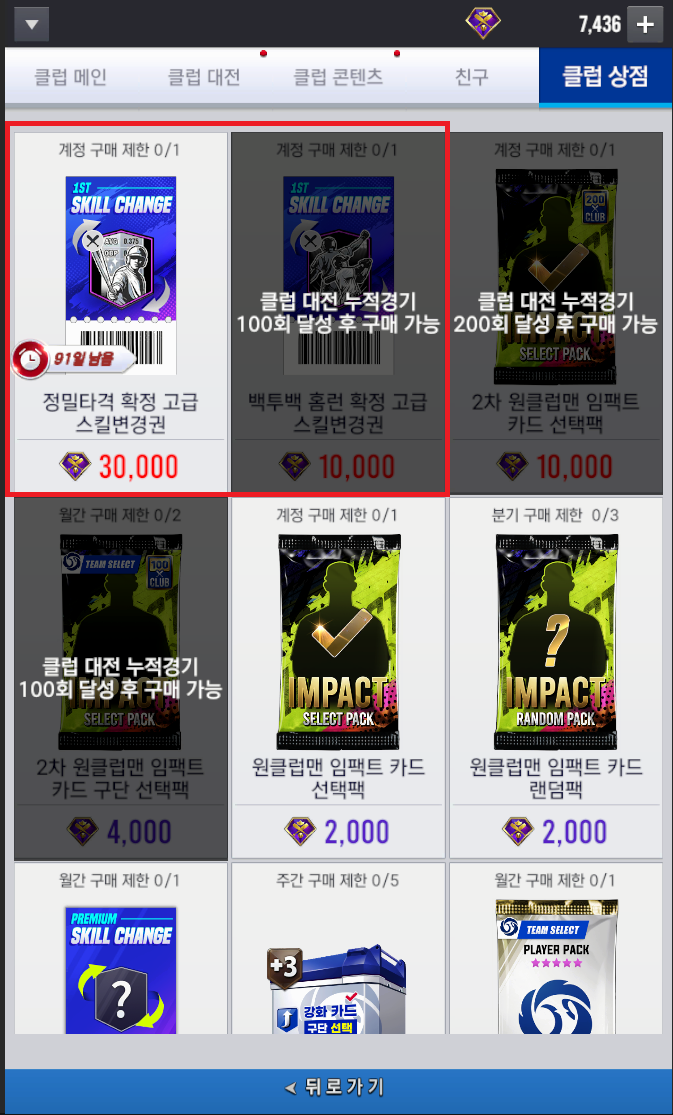 7,436
클럽 메인
클럽 대전
클럽 콘텐츠
친구
클럽 상점
계정 구매 제한 0/1
1ST
SKILL CHANGE
AVG 0.375
OBP
91일 남음
정밀타격 확정 고급
스킬변경권
30,000
계정 구매 제한 0/1
1ST
SKILL CHANGE
클럽 대전 누적경기
100회 달성 후 구매 가능
백투백 홈런 확정 고급
스킬변경권
10,000
계정 구매 제한 0/1
200
×
CLUB
클럽 대전 누적경기
200회 달성 후 구매 가능
SELECT PACK
2차 원클럽맨 임팩트
카드 선택팩
10,000
월간 구매 제한 0/2
TEAM SELECT
100
×
CLUB
클럽 대전 누적경기
100회 달성 후 구매 가능
IMPACT
SELECT PACK
2차 원클럽맨 임팩트
카드 구단 선택팩
4,000
계정 구매 제한 0/1
IMPACT
SELECT PACK
원클럽맨 임팩트 카드
선택팩
2,000
분기 구매 제한 0/3
?
IMPACT
RANDOM PACK
원클럽맨 임팩트 카드
랜덤팩
2,000
월간 구매 제한 0/1
PREMIUM
SKILL CHANGE
?
주간 구매 제한 0/5
+3
강화 카드
구단 선택
월간 구매 제한 0/1
TEAM SELECT
PLAYER PACK
★★★★★
뒤로가기